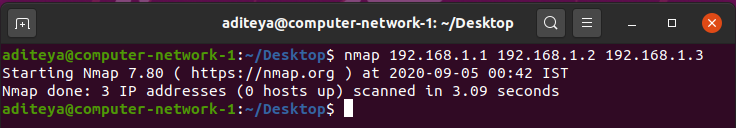 aditeya@computer-network-1: ~/Desktop
aditeya@computer-network-1:~/Desktop$ nmap 192.168.1.1 192.168.1.2 192.168.1.3
Starting Nmap 7.80 ( https://nmap.org ) at 2020-09-05 00:42 IST
Nmap done: 3 IP addresses (0 hosts up) scanned in 3.09 seconds
aditeya@computer-network-1:~/Desktop$